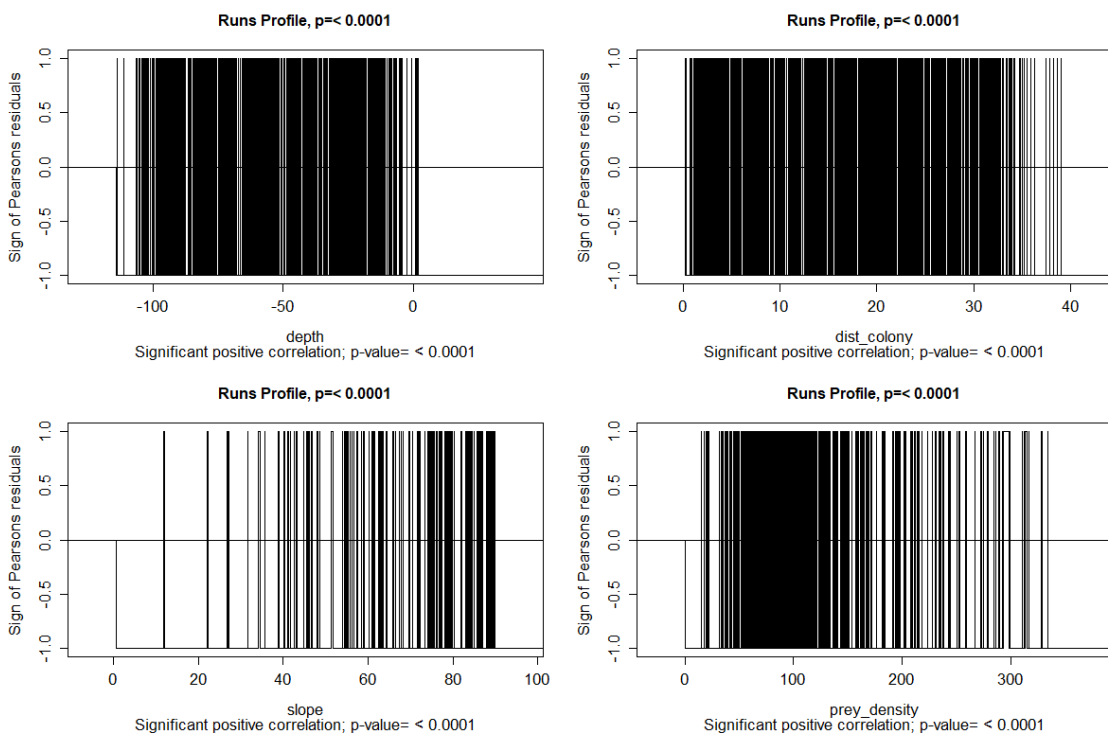 Runs Profile, p=< 0.0001
Sign of Pearsons residuals
1.0
0.5
0.0
-0.5
-1.0
-100 -50 0
depth
Significant positive correlation; p-value= < 0.0001
Runs Profile, p=< 0.0001
Sign of Pearsons residuals
1.0
0.5
0.0
-0.5
-1.0
0 10 20 30 40
dist_colony
Significant positive correlation; p-value= < 0.0001
Runs Profile, p=< 0.0001
Sign of Pearsons residuals
1.0
0.5
0.0
-0.5
-1.0
0 20 40 60 80 100
slope
Significant positive correlation; p-value= < 0.0001
Runs Profile, p=< 0.0001
Sign of Pearsons residuals
1.0
0.5
0.0
-0.5
-1.0
0 100 200 300
prey_density
Significant positive correlation; p-value= < 0.0001